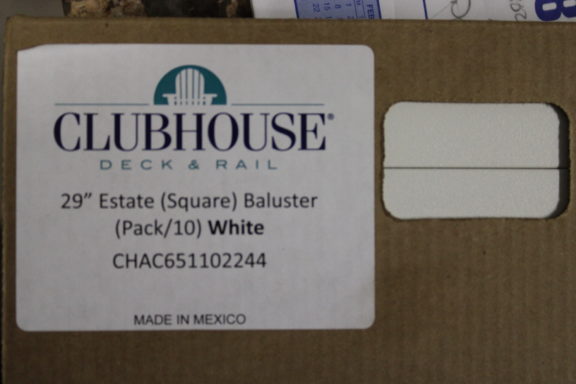 CLUBHOUSE®
DECK & RAIL
29” Estate (Square) Baluster
(Pack/10) White
CHAC651102244
MADE IN MEXICO